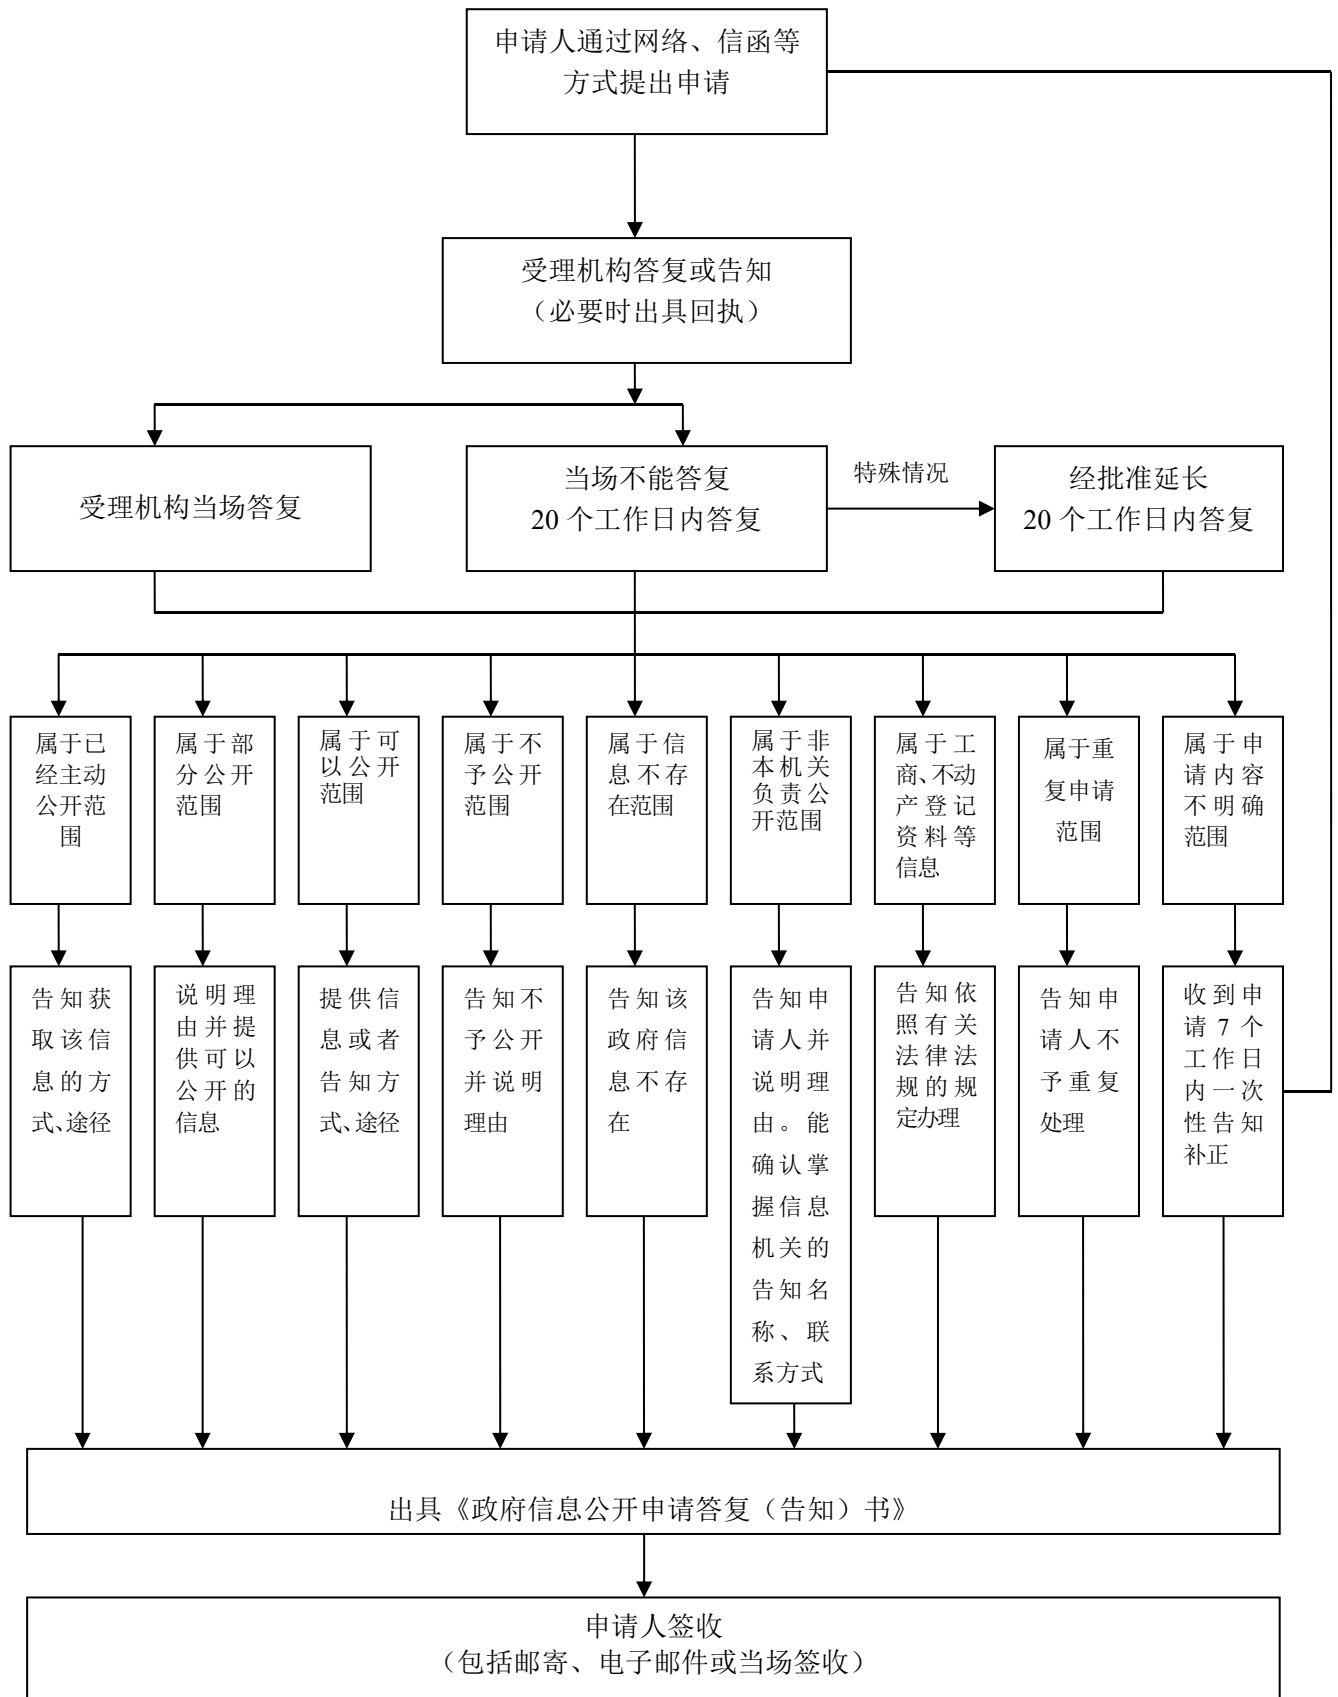 申请人通过网络、信函等
方式提出申请
受理机构答复或告知
（必要时出具回执）
受理机构当场答复
当场不能答复
20 个工作日内答复
特殊情况
经批准延长
20 个工作日内答复
属于已
经主动
公开范
围
属于部
分公开
范围
属于可
以公开
范围
属于不
予公开
范围
属于信
息不存
在范围
属于非
本机关
负责公
开范围
属于工
商、不动
产登记
资料等
信息
属于重
复申请
范围
属于申
请内容
不明确
范围
告知获
取该信
息的方
式、途径
说明理
由并提
供可以
公开的
信息
提供信
息或者
告知方
式、途径
告知不
予公开
并说明
理由
告知该
政府信
息不存
在
告知申
请人并
说明理
由。能
确认掌
握信息
机关的
告知名
称、联
系方式
告知依
照有关
法律法
规的规
定办理
告知申
请人不
予重复
处理
收到申
请 7 个
工作日
内一次
性告知
补正
出具《政府信息公开申请答复（告知）书》
申请人签收
（包括邮寄、电子邮件或当场签收）